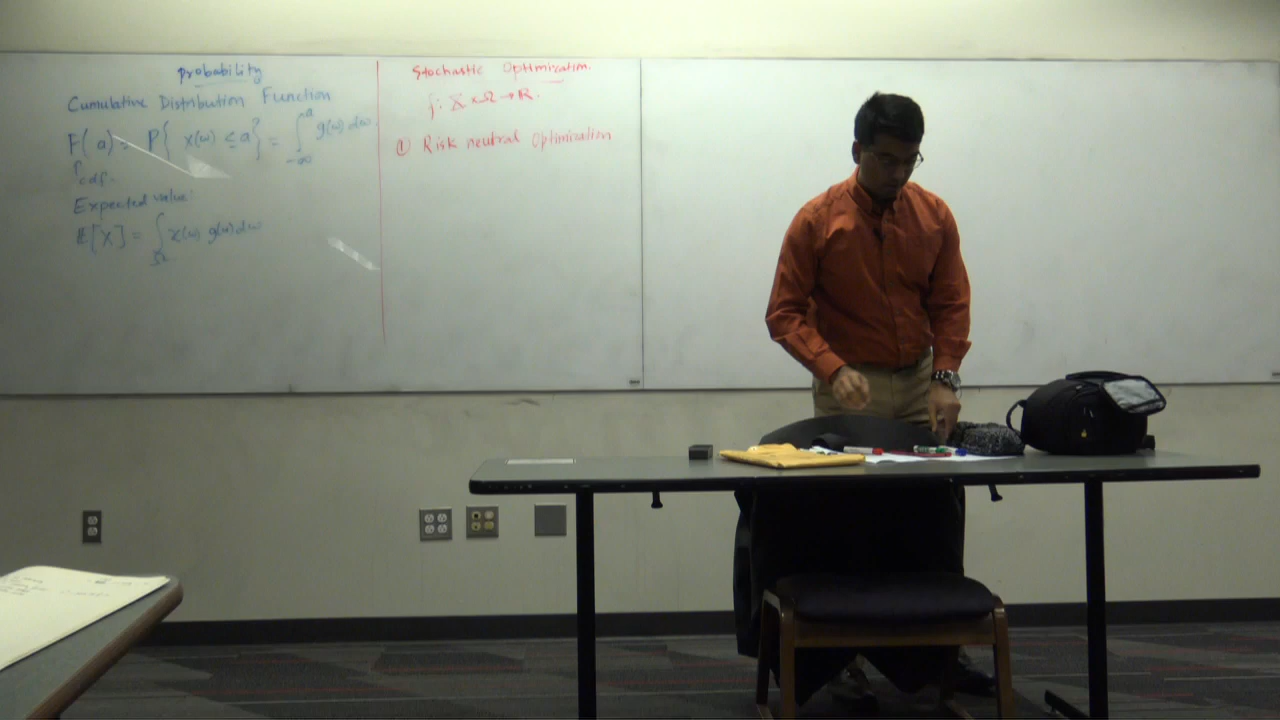 probability
Cumulative Distribution Function
F(a) = P{ x(ω) ≤ a } = ∫_{-∞}^{a} g(ω) dω
cdf.
Expected value:
E[X] = ∫_Ω x(ω) g(ω) dω
Stochastic Optimization.
f: X × Ω → R.
① Risk neutral Optimization